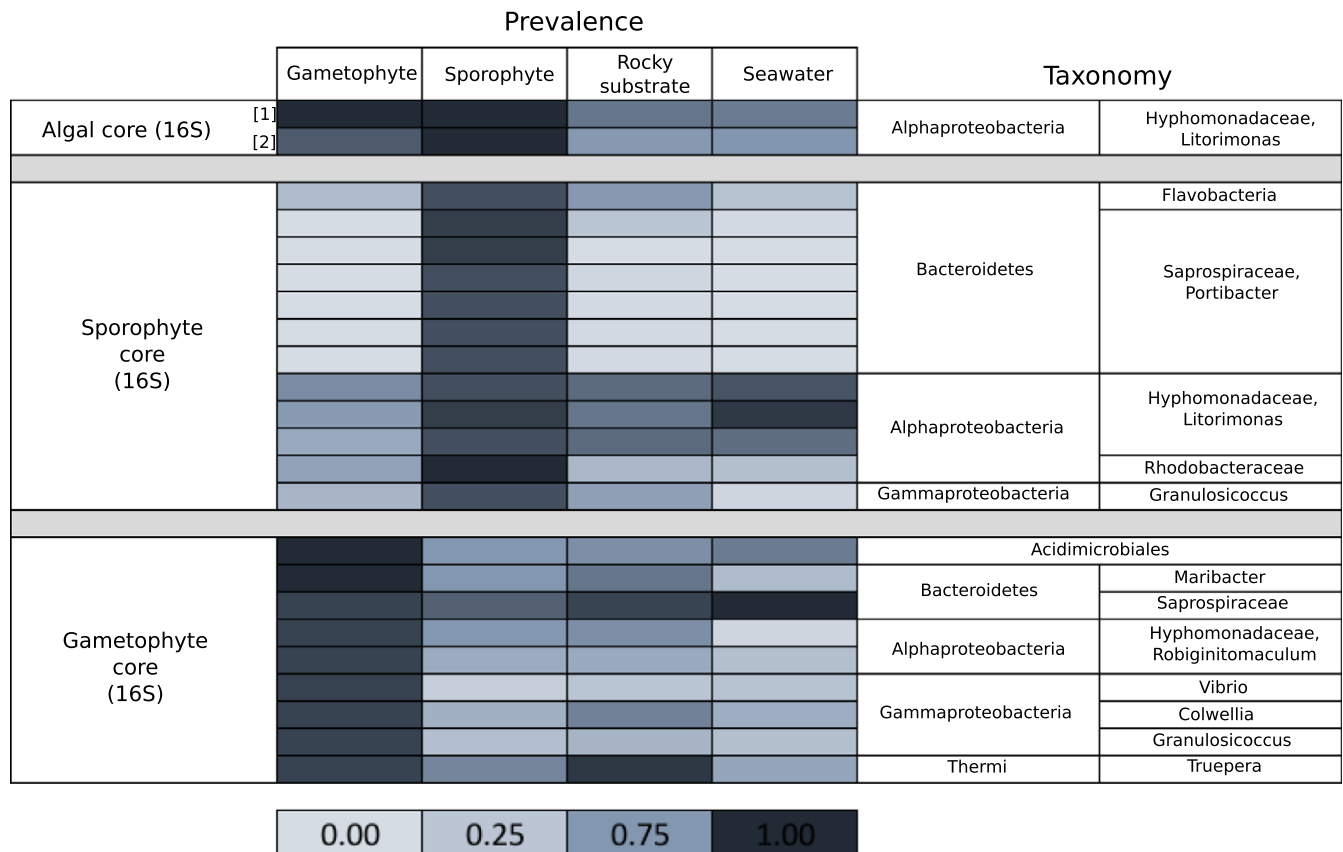 Prevalence
Gametophyte
Sporophyte
Rocky
substrate
Seawater
Taxonomy
Algal core (16S)
[1]
[2]
Alphaproteobacteria
Hyphomonadaceae,
Litorimonas
Sporophyte
core
(16S)
Bacteroidetes
Flavobacteria
Saprospiraceae,
Portibacter
Alphaproteobacteria
Hyphomonadaceae,
Litorimonas
Rhodobacteraceae
Gammaproteobacteria
Granulosicoccus
Gametophyte
core
(16S)
Acidimicrobiales
Bacteroidetes
Maribacter
Saprospiraceae
Alphaproteobacteria
Hyphomonadaceae,
Robiginitomaculum
Gammaproteobacteria
Vibrio
Colwellia
Granulosicoccus
Thermi
Truepera
0.00
0.25
0.75
1.00